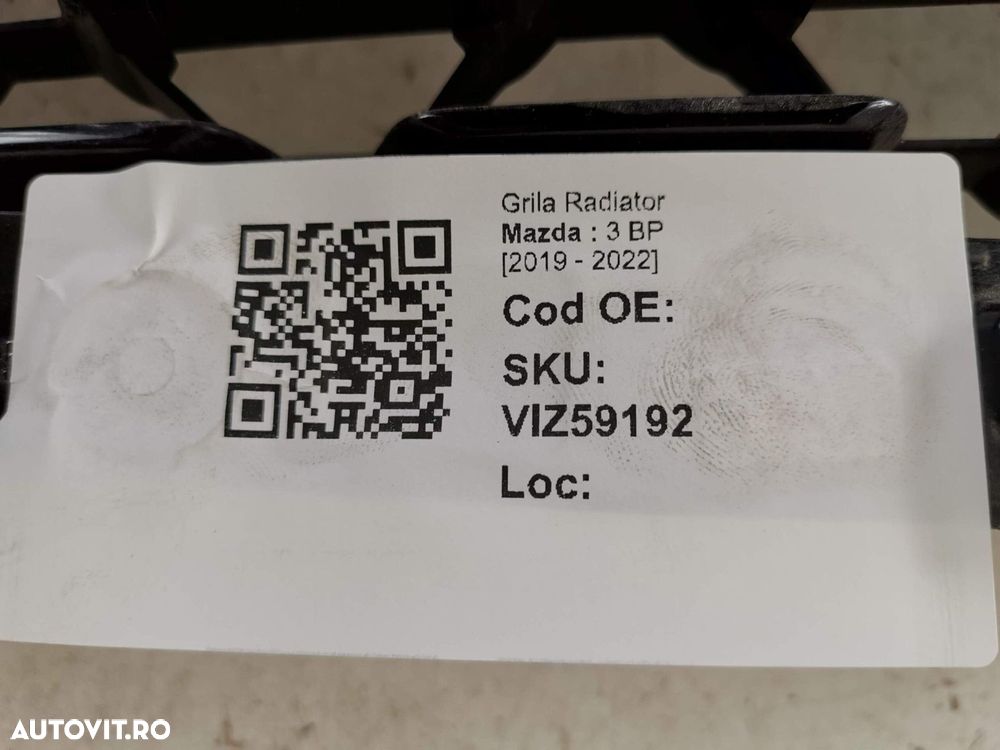 Grila Radiator
Mazda : 3 BP
[2019 - 2022]
Cod OE:
SKU:
VIZ59192
Loc:
AUTOVIT.RO